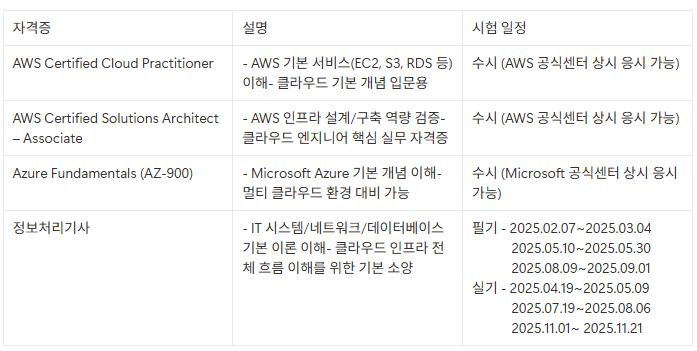 자격증
설명
시험 일정
AWS Certified Cloud Practitioner
- AWS 기본 서비스(EC2, S3, RDS 등)
이해- 클라우드 기본 개념 입문용
수시 (AWS 공식센터 상시 응시 가능)
AWS Certified Solutions Architect
– Associate
- AWS 인프라 설계/구축 역량 검증-
클라우드 엔지니어 핵심 실무 자격증
수시 (AWS 공식센터 상시 응시 가능)
Azure Fundamentals (AZ-900)
- Microsoft Azure 기본 개념 이해-
멀티 클라우드 환경 대비 가능
수시 (Microsoft 공식센터 상시 응시
가능)
정보처리기사
- IT 시스템/네트워크/데이터베이스
기본 이론 이해- 클라우드 인프라 전
체 흐름 이해를 위한 기본 소양
필기 - 2025.02.07~2025.03.04
2025.05.10~2025.05.30
2025.08.09~2025.09.01
실기 - 2025.04.19~2025.05.09
2025.07.19~2025.08.06
2025.11.01~ 2025.11.21